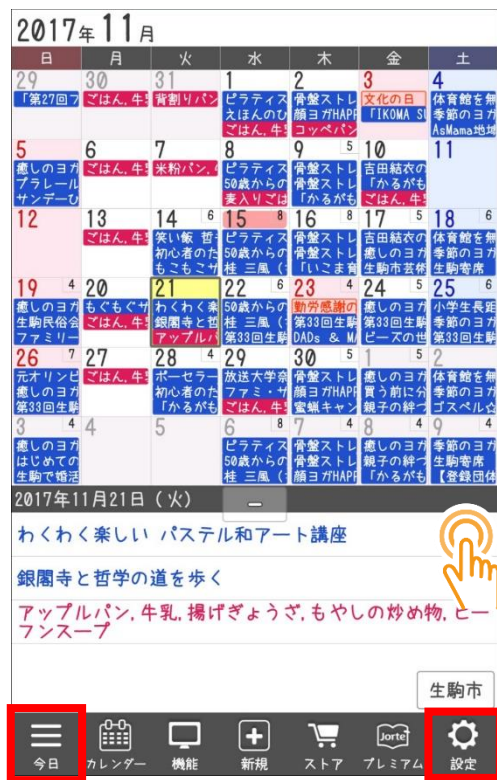 2017年11月
日 月 火 水 木 金 土
29 30 31 1 2 3 4
「第27回フ ごはん,牛 背割りパン ピラティス 骨盤ストレ 文化の日 体育館を無
えほんのひ 顔ヨガHAPP 「IKOMA SU 季節のヨガ
ごはん,牛 コッペパン AsMama地域
5 6 7 8 9 5 10 11
癒しのヨガ ごはん,牛 米粉パン, ピラティス 骨盤ストレ 吉田結衣の
プラレール 50歳からの 骨盤ストレ 「かるがも
サンデーひ 麦入りごは 「かるがも ごはん,牛
12 13 14 6 15 8 16 8 17 5 18 6
ごはん,牛 笑い飯 哲 ピラティス 骨盤ストレ 吉田結衣の 体育館を無
初心者のた 50歳からの 骨盤ストレ 癒しのヨガ 季節のヨガ
もこもこサ 桂 三風( 「いこま育 生駒市芸術 生駒寄席
19 4 20 21 22 6 23 4 24 5 25 6
癒しのヨガ もぐもぐサ わくわく楽 50歳からの 勤労感謝の 癒しのヨガ 小学生長距
生駒民俗会 ごはん,牛 銀閣寺と哲 桂 三風( 第33回生駒 第33回生駒 季節のヨガ
ファミリー アップルパ 第33回生駒 DADs & MA ビーズの世 第33回生駒
26 7 27 28 4 29 8 30 5 1 5 2
元オリンピ ごはん,牛 ポーセラー 放送大学奈 骨盤ストレ 癒しのヨガ 体育館を無
癒しのヨガ 初心者のた ファミ・サ 顔ヨガHAPP 買う前に分 季節のヨガ
第33回生駒 「かるがも ごはん,牛 蜜蝋キャン 親子の絆づ ゴスペル☆
3 4 4 5 6 8 7 4 8 4 9 4
癒しのヨガ ピラティス 骨盤ストレ 癒しのヨガ 季節のヨガ
はじめての 50歳からの 骨盤ストレ 親子の絆づ 生駒寄席
生駒で婚活 桂 三風( 顔ヨガHAPP 「かるがも 【登録団体
2017年11月21日(火)
わくわく楽しい パステル和アート講座
銀閣寺と哲学の道を歩く
アップルパン,牛乳,揚げぎょうざ,もやしの炒め物,ビー
フンスープ
生駒市
今日 カレンダー 機能 新規 ストア Jorte プレミアム 設定